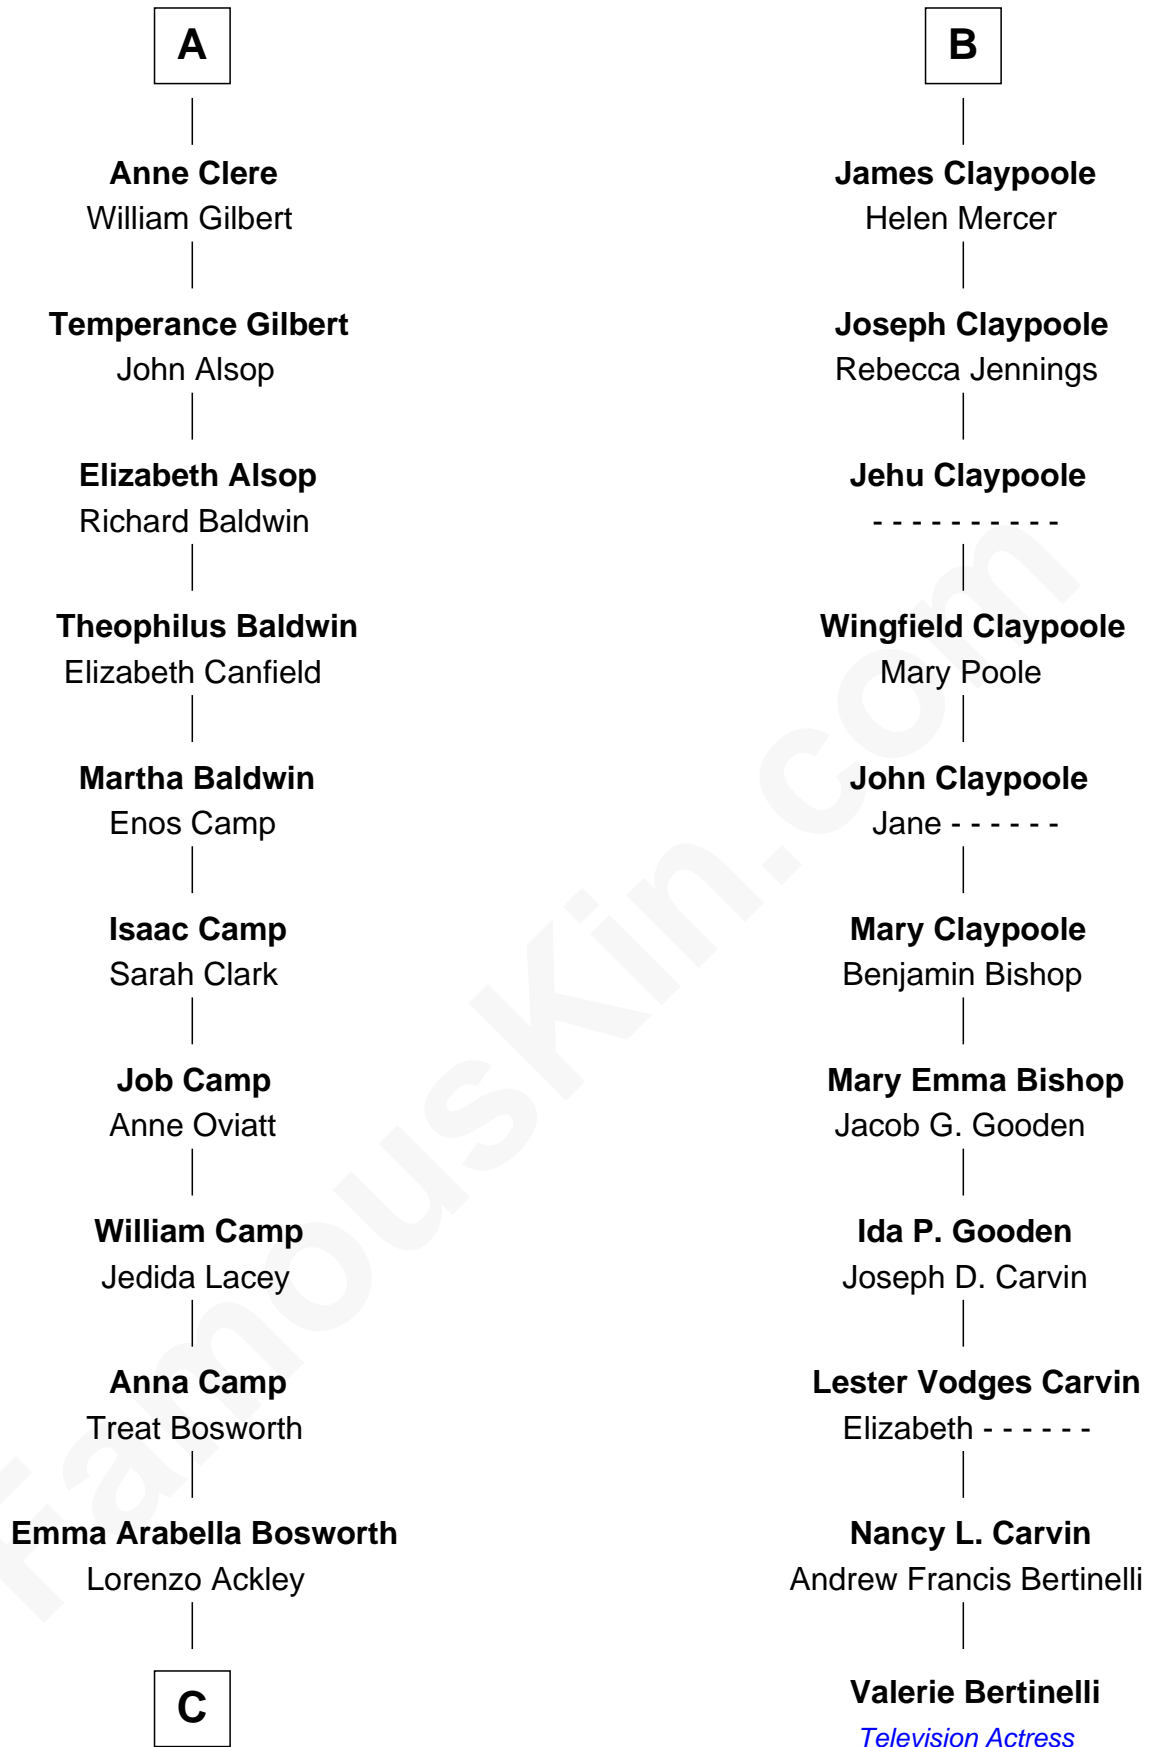 A
Anne Clere
William Gilbert
Temperance Gilbert
John Alsop
Elizabeth Alsop
Richard Baldwin
Theophilus Baldwin
Elizabeth Canfield
Martha Baldwin
Enos Camp
Isaac Camp
Sarah Clark
Job Camp
Anne Oviatt
William Camp
Jedida Lacey
Anna Camp
Treat Bosworth
Emma Arabella Bosworth
Lorenzo Ackley
C
B
James Claypoole
Helen Mercer
Joseph Claypoole
Rebecca Jennings
Jehu Claypoole
- - - - - - - - - -
Wingfield Claypoole
Mary Poole
John Claypoole
Jane - - - - - -
Mary Claypoole
Benjamin Bishop
Mary Emma Bishop
Jacob G. Gooden
Ida P. Gooden
Joseph D. Carvin
Lester Vodges Carvin
Elizabeth - - - - - -
Nancy L. Carvin
Andrew Francis Bertinelli
Valerie Bertinelli
Television Actress
FamousKin.com